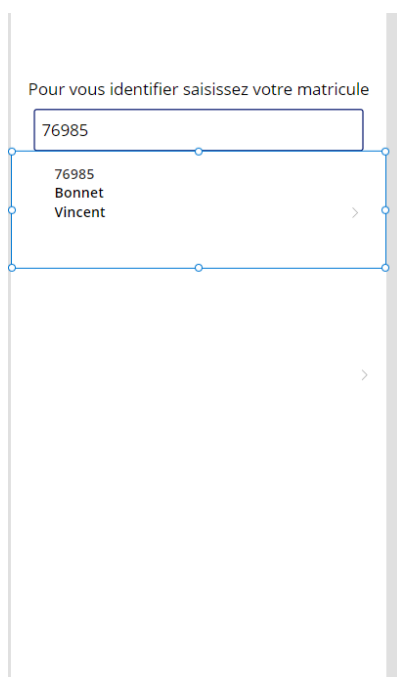 Pour vous identifier saisissez votre matricule
76985
76985
Bonnet
Vincent